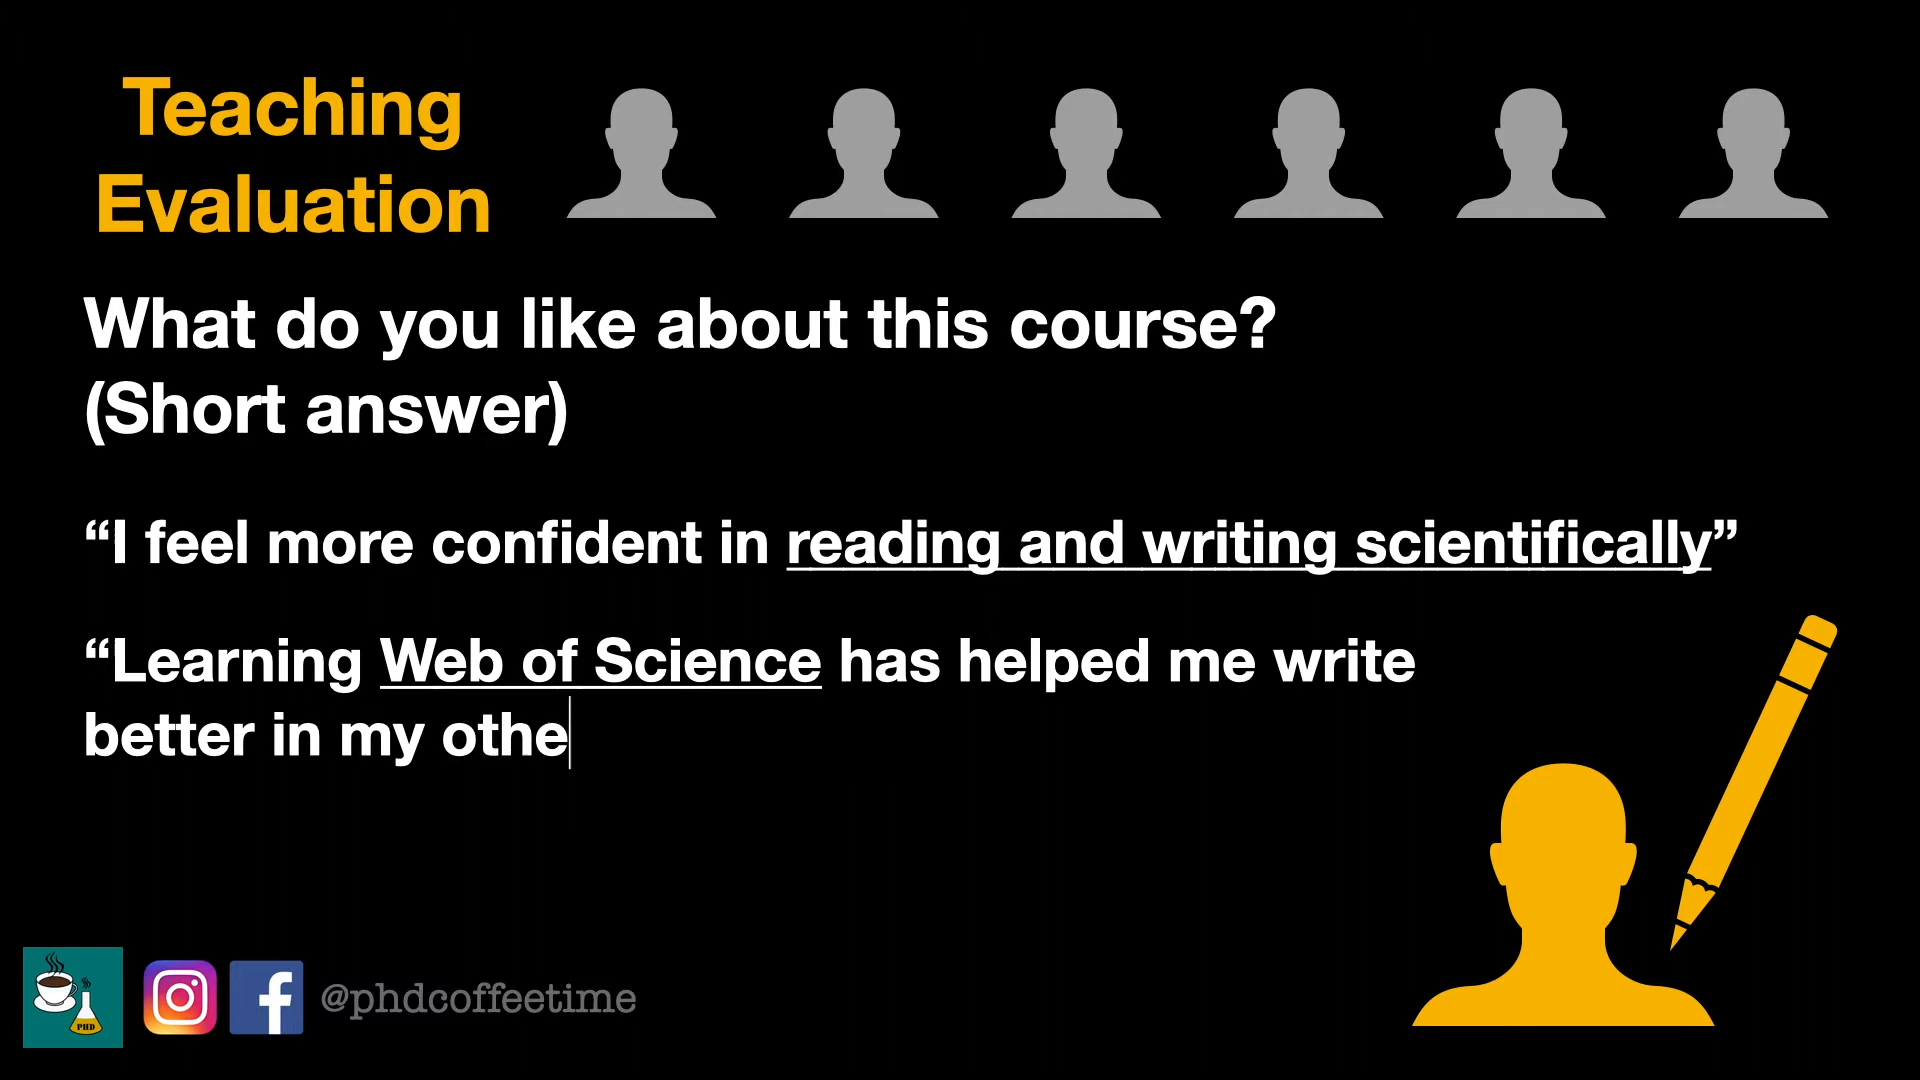 Teaching
Evaluation
What do you like about this course?
(Short answer)
“I feel more confident in reading and writing scientifically”
“Learning Web of Science has helped me write
better in my othe
PHD
@phdcoffeetime